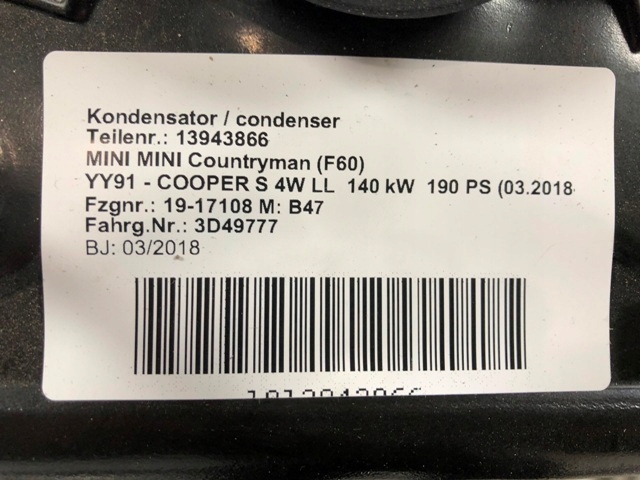 Kondensator / condenser
Teilenr.: 13943866
MINI MINI Countryman (F60)
YY91 - COOPER S 4W LL 140 kW 190 PS (03.2018
Fzgnr.: 19-17108 M: B47
Fahrg.Nr.: 3D49777
BJ: 03/2018